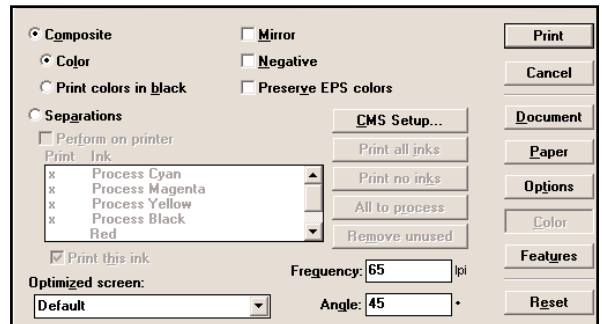 Composite
Color
Print colors in black
Mirror
Negative
Preserve EPS colors
Separations
Perform on printer
Print Ink
x Process Cyan
x Process Magenta
x Process Yellow
x Process Black
Red
Print this ink
Optimized screen:
Default
CMS Setup...
Print all inks
Print no inks
All to process
Remove unused
Frequency: 65 lpi
Angle: 45 °
Print
Cancel
Document
Paper
Options
Color
Features
Reset